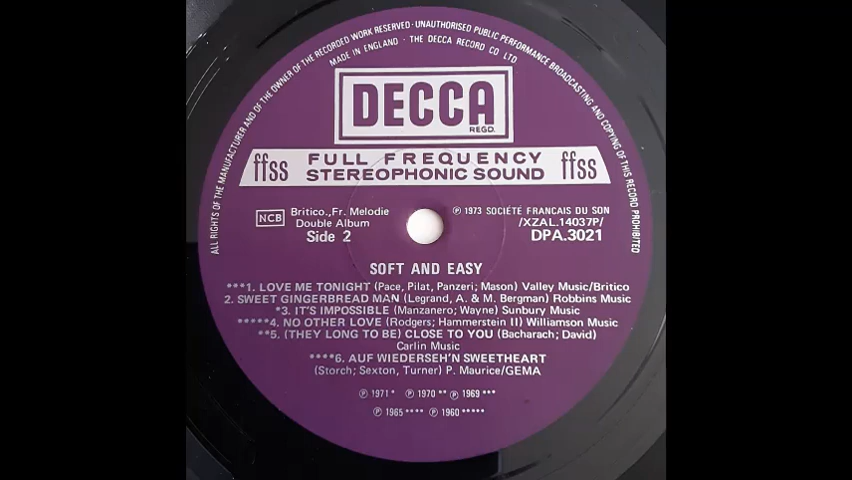 ALL RIGHTS OF THE MANUFACTURER AND OF THE OWNER OF THE RECORDED WORK RESERVED · UNAUTHORISED PUBLIC PERFORMANCE BROADCASTING AND COPYING OF THIS RECORD PROHIBITED
MADE IN ENGLAND · THE DECCA RECORD CO LTD
DECCA
REGD.
ffss FULL FREQUENCY ffss
STEREOPHONIC SOUND
NCB Britico.,Fr. Melodie
Double Album
Side 2
℗ 1973 SOCIÉTÉ FRANCAIS DU SON
/XZAL.14037P/
DPA.3021
SOFT AND EASY
***1. LOVE ME TONIGHT (Pace, Pilat, Panzeri; Mason) Valley Music/Britico
2. SWEET GINGERBREAD MAN (Legrand, A. & M. Bergman) Robbins Music
*3. IT'S IMPOSSIBLE (Manzanero; Wayne) Sunbury Music
*****4. NO OTHER LOVE (Rodgers; Hammerstein II) Williamson Music
**5. (THEY LONG TO BE) CLOSE TO YOU (Bacharach; David)
Carlin Music
****6. AUF WIEDERSEH'N SWEETHEART
(Storch; Sexton, Turner) P. Maurice/GEMA
℗ 1971 * ℗ 1970 ** ℗ 1969 ***
℗ 1965 **** ℗ 1960 *****